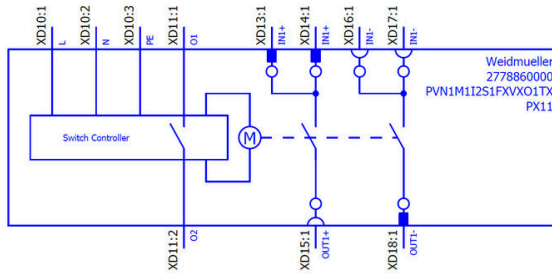 XD10:1
L
XD10:2
N
XD10:3
PE
XD11:1
O1
XD13:1
IN1+
XD14:1
IN1+
XD16:1
IN1-
XD17:1
IN1-
Weidmueller
2778860000
PVN1M1I2S1FXVXO1TX
PX11
Switch Controller
M
XD11:2
O2
XD15:1
OUT1+
XD18:1
OUT1-